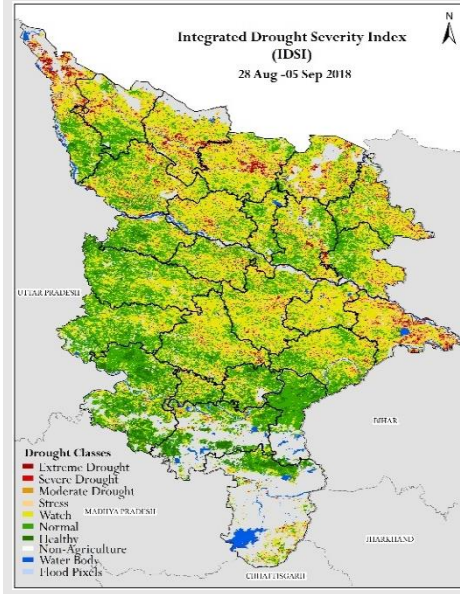 Integrated Drought Severity Index
(IDSI)
28 Aug -05 Sep 2018
N
UTTAR PRADESH
BIHAR
Drought Classes
Extreme Drought
Severe Drought
Moderate Drought
Stress
Watch
Normal
Healthy
Non-Agriculture
Water Body
Flood Pixels
MADHYA PRADESH
JHARKHAND
CHHATTISGARH